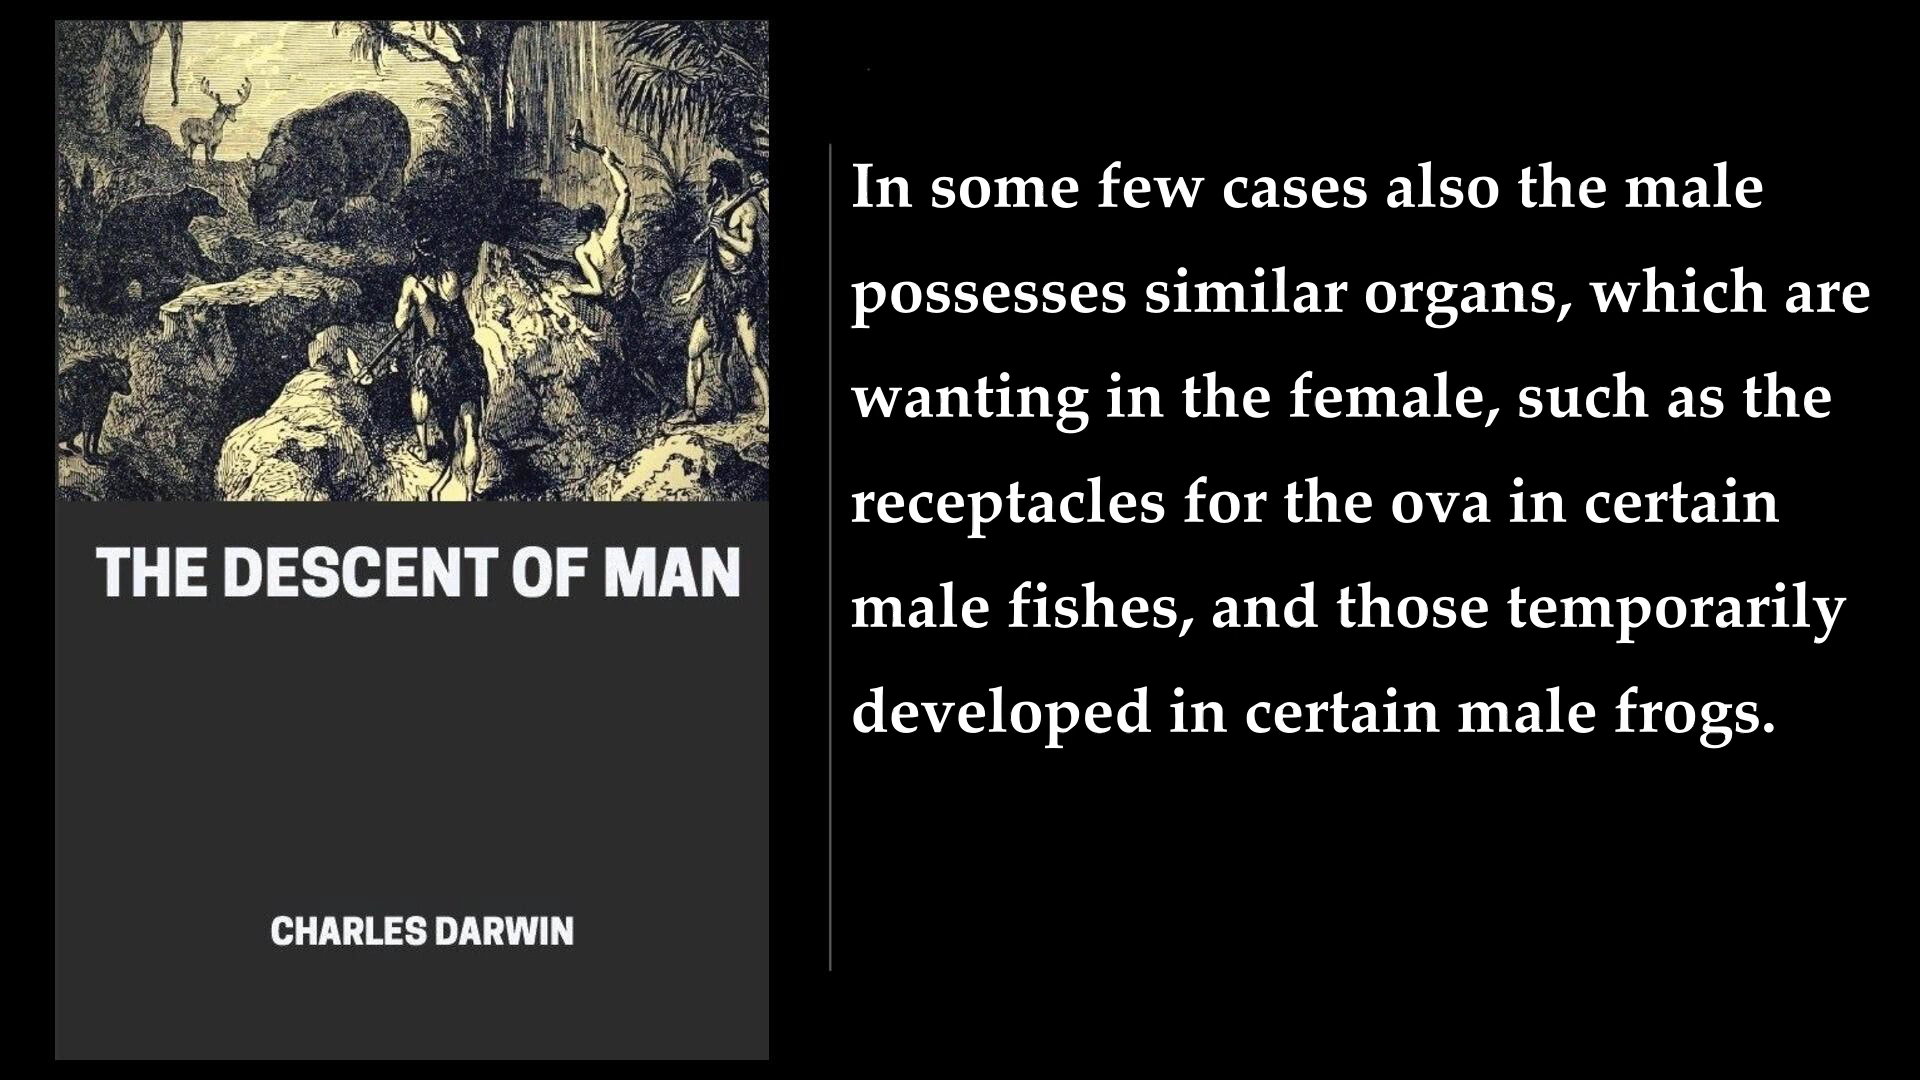 THE DESCENT OF MAN
CHARLES DARWIN
In some few cases also the male
possesses similar organs, which are
wanting in the female, such as the
receptacles for the ova in certain
male fishes, and those temporarily
developed in certain male frogs.